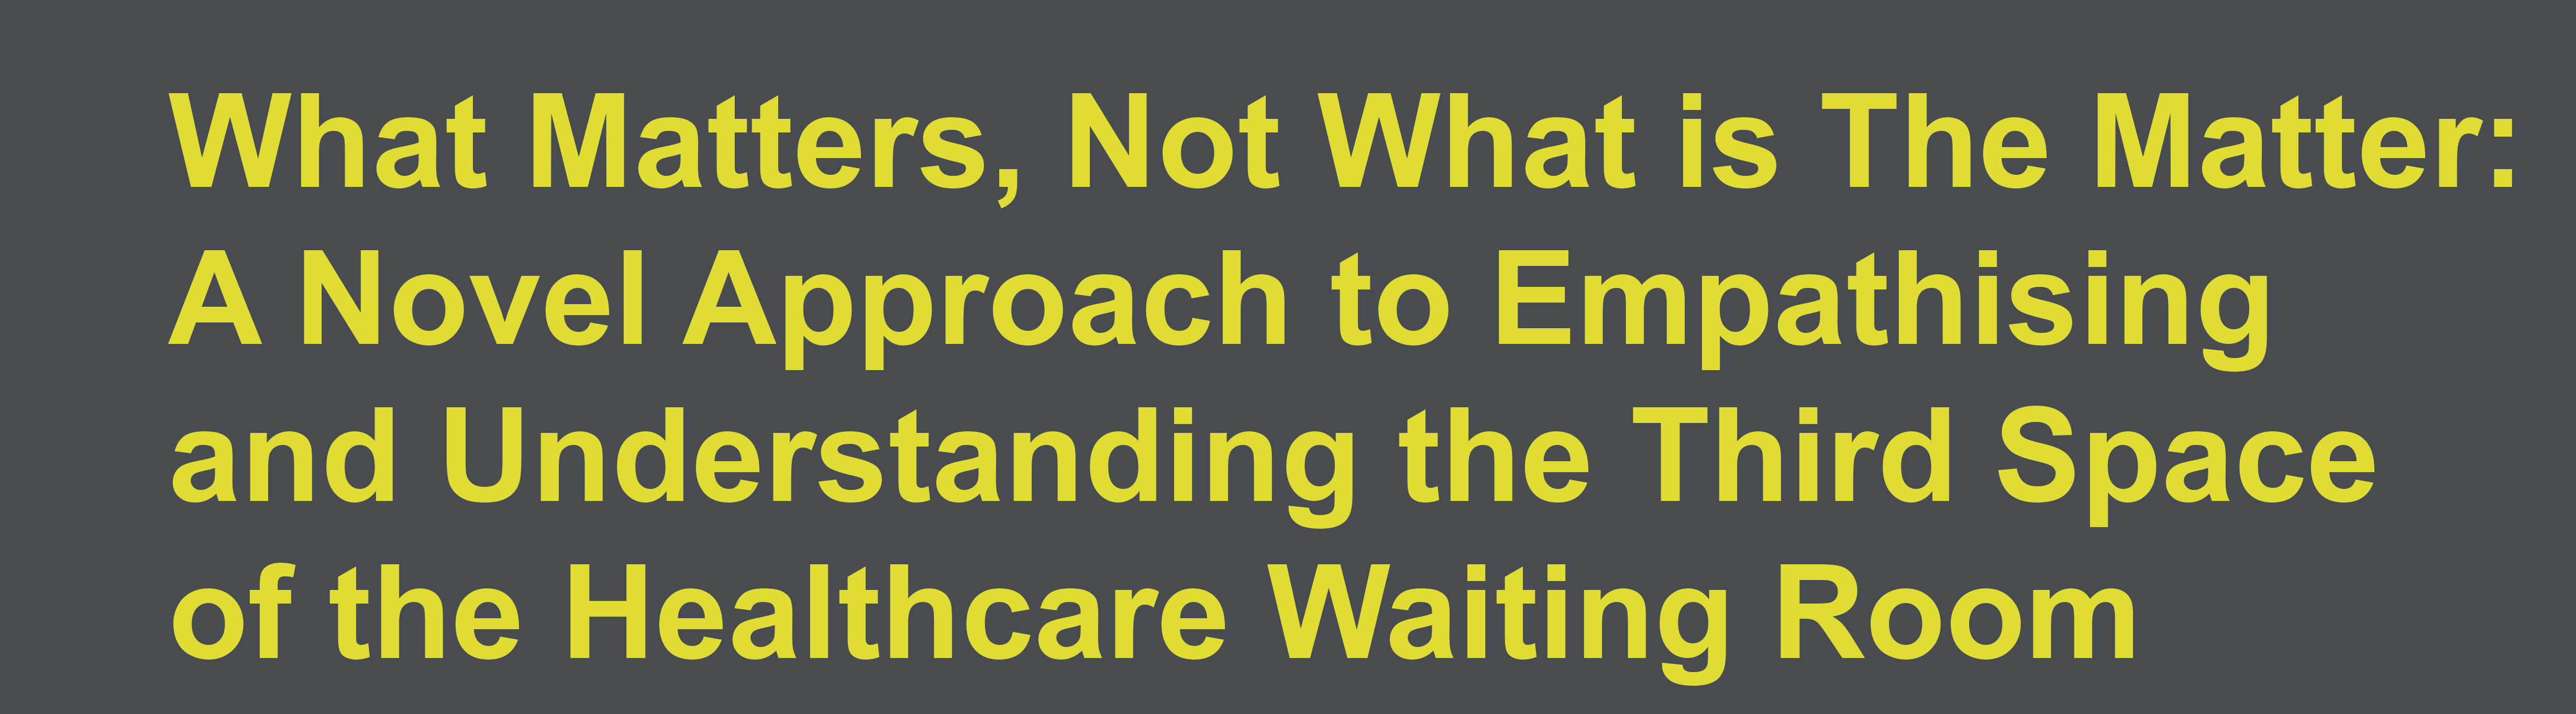 What Matters, Not What is The Matter:
A Novel Approach to Empathising
and Understanding the Third Space
of the Healthcare Waiting Room